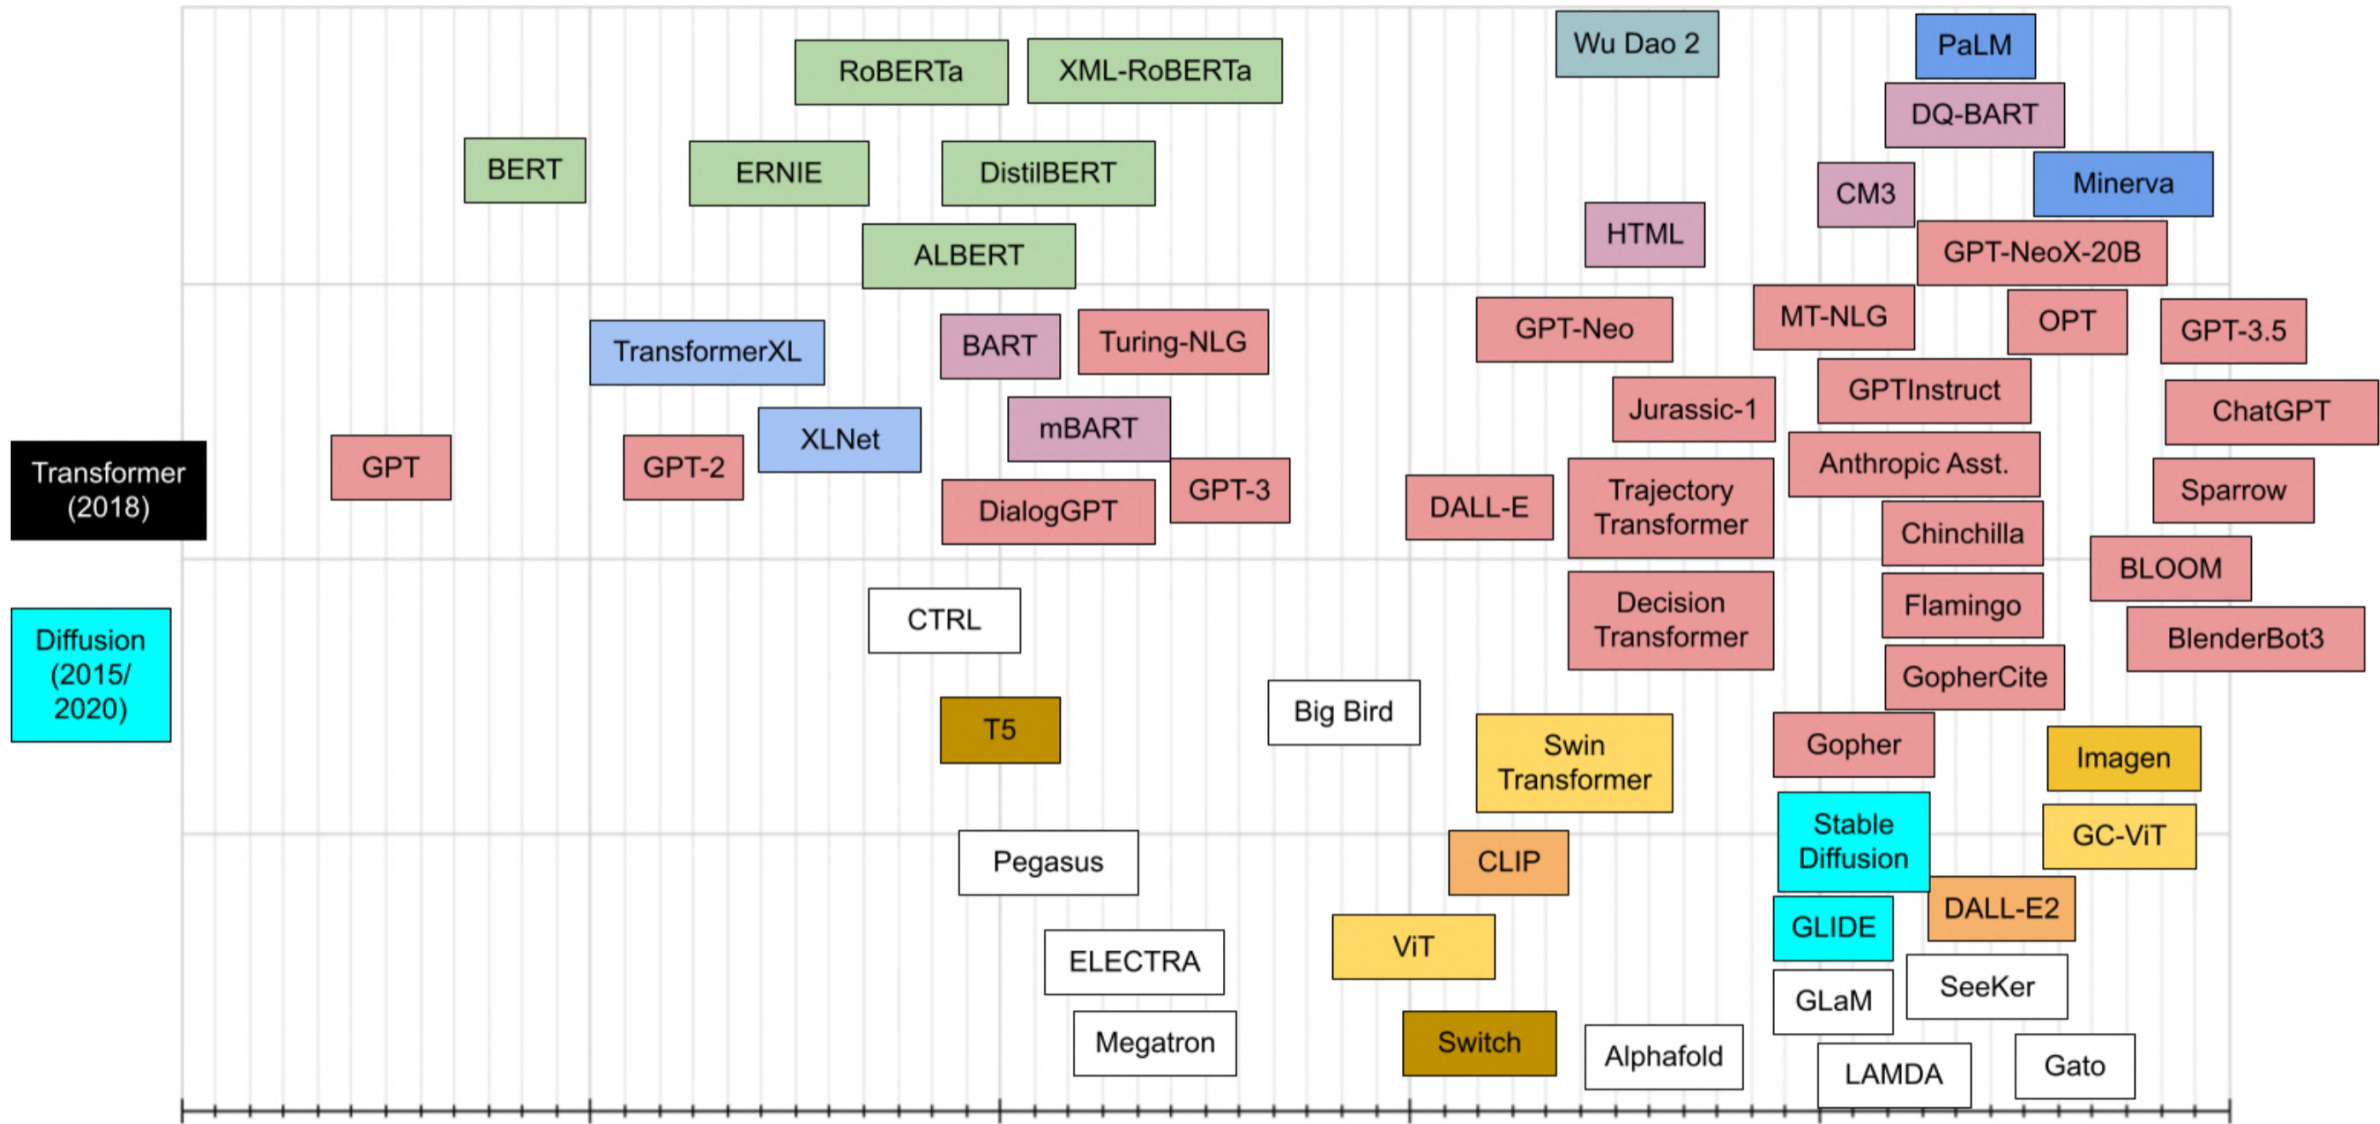 Wu Dao 2
PaLM
RoBERTa
XML-RoBERTa
DQ-BART
BERT
ERNIE
DistilBERT
Minerva
CM3
HTML
ALBERT
GPT-NeoX-20B
TransformerXL
BART
Turing-NLG
GPT-Neo
MT-NLG
OPT
GPT-3.5
GPTInstruct
Jurassic-1
ChatGPT
XLNet
mBART
Transformer
(2018)
GPT
GPT-2
Anthropic Asst.
GPT-3
DialogGPT
DALL-E
Trajectory
Transformer
Sparrow
Chinchilla
BLOOM
Diffusion
(2015/
2020)
CTRL
Decision
Transformer
Flamingo
BlenderBot3
GopherCite
Big Bird
T5
Swin
Transformer
Gopher
Imagen
Stable
Diffusion
GC-ViT
Pegasus
CLIP
DALL-E2
GLIDE
ViT
ELECTRA
SeeKer
GLaM
Megatron
Switch
Alphafold
LAMDA
Gato